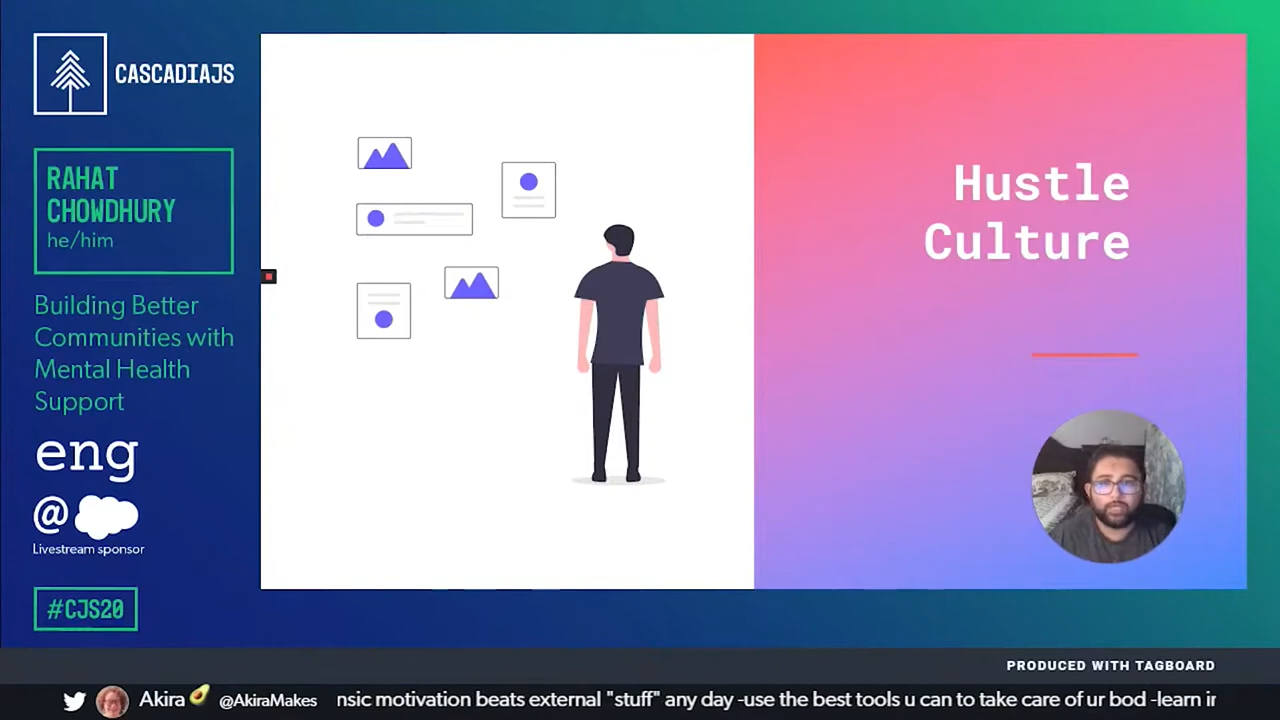 CASCADIAJS
RAHAT
CHOWDHURY
he/him
Building Better
Communities with
Mental Health
Support
eng
@
Livestream sponsor
#CJS20
Hustle
Culture
PRODUCED WITH TAGBOARD
Akira🥑 @AkiraMakes nsic motivation beats external "stuff" any day -use the best tools u can to take care of ur bod -learn